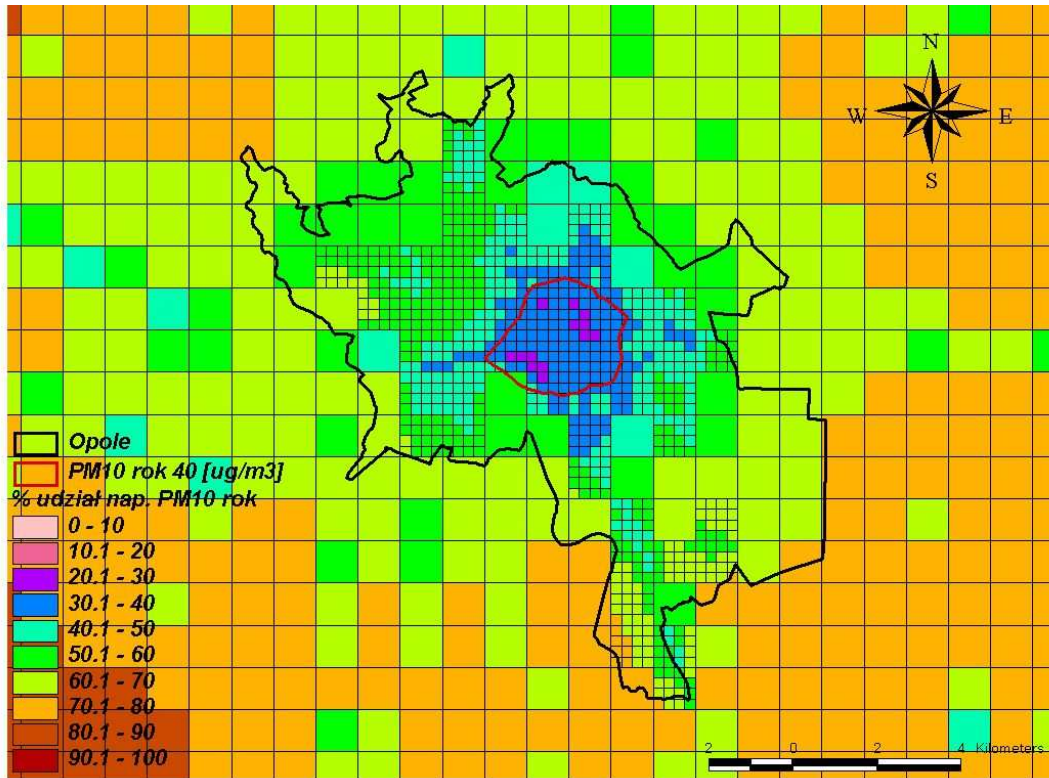 N
W E
S
Opole
PM10 rok 40 [ug/m3]
% udział nap. PM10 rok
0 - 10
10.1 - 20
20.1 - 30
30.1 - 40
40.1 - 50
50.1 - 60
60.1 - 70
70.1 - 80
80.1 - 90
90.1 - 100
2 0 2 4 Kilometers